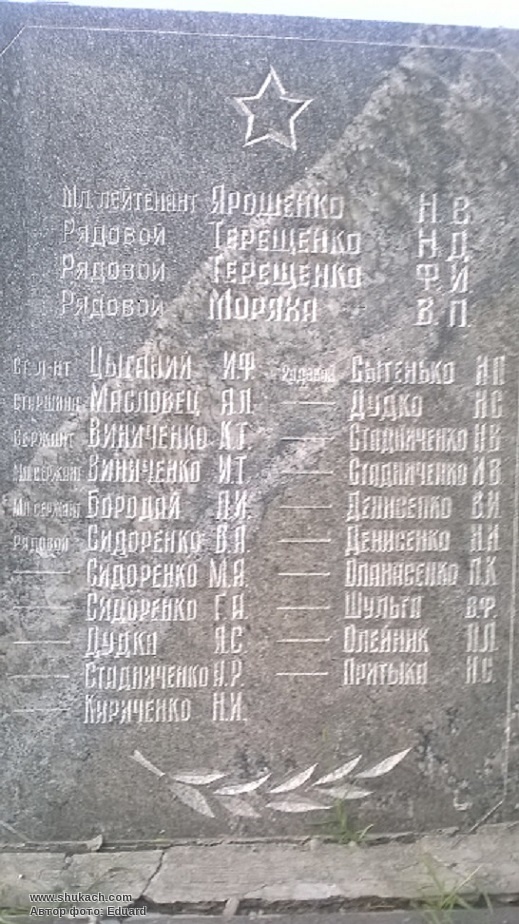 Мл. лейтенант Ярошенко Н.В
Рядовой Терещенко Н.Д
Рядовой Терещенко Ф.И
Рядовой Моряка В.П.
Ст. л-нт Цыганий И.Ф
Старшина Масловец
Сержант Виниченко К.Т
Мл.сержант Виниченко И.Т
Мл.сержант Бородай
Рядовой Сидоренко
— Сидоренко М.Я.
— Сидоренко
— Дудка
— Стадниченко
— Кириченко Н.И.
Рядовой Сытенько
— Дудко
— Стадниченко
— Стадниченко
— Денисенко В.И
— Денисенко
— Опанасенко
— Шульга В.Ф.
— Олейник
— Притыка
www.shukach.com
Автор фото: Eduard